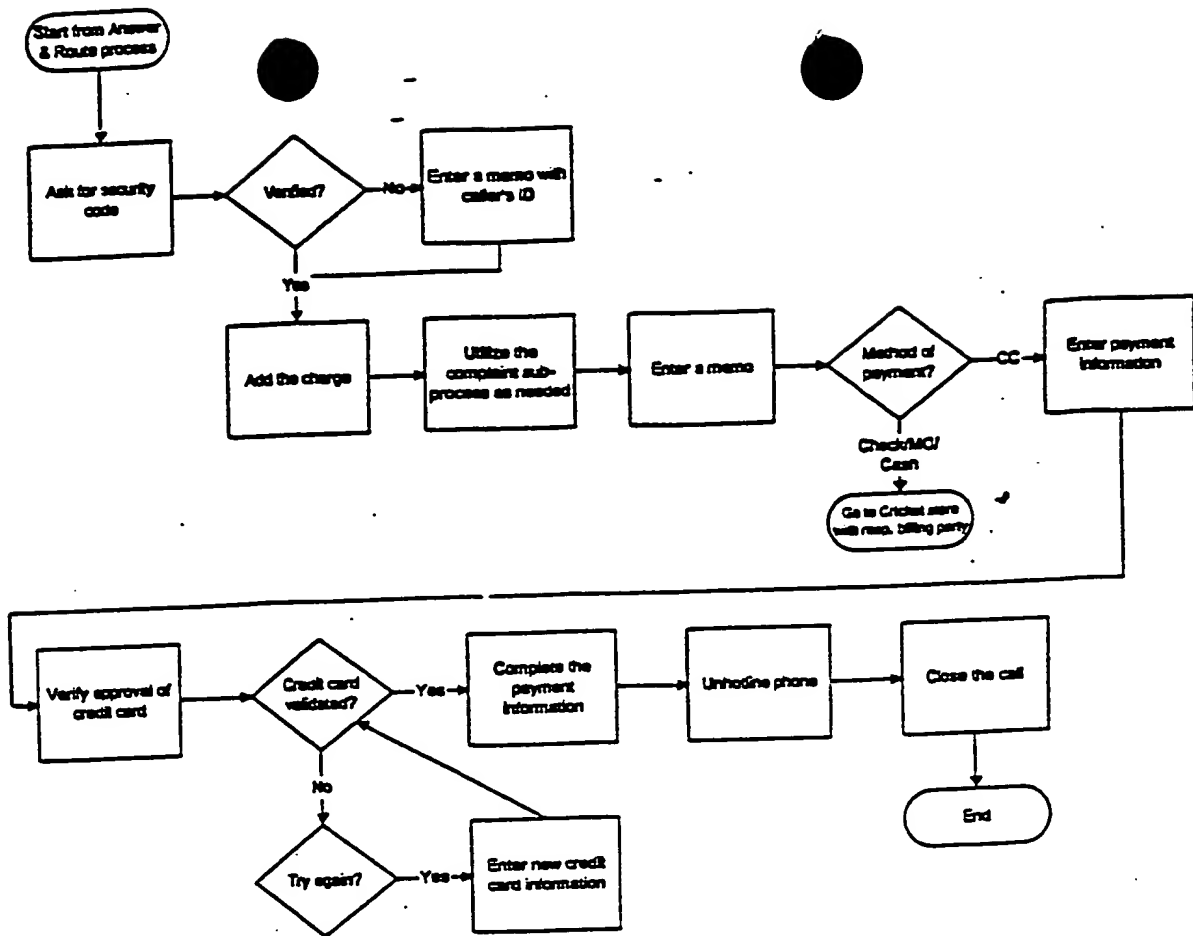 Start from Answer
& Route process
Ask for security
code
Verified?
No
Enter a memo with
caller's ID
Yes
Add the charge
Utilize the
complaint sub-
process as needed
Enter a memo
Method of
payment?
CC
Enter payment
information
Check/MO/
Cash
Go to Cricket store
with resp. billing party
Verify approval of
credit card
Credit card
validated?
Yes
Complete the
payment
information
Unhotline phone
Close the call
No
End
Try again?
Yes
Enter new credit
card information